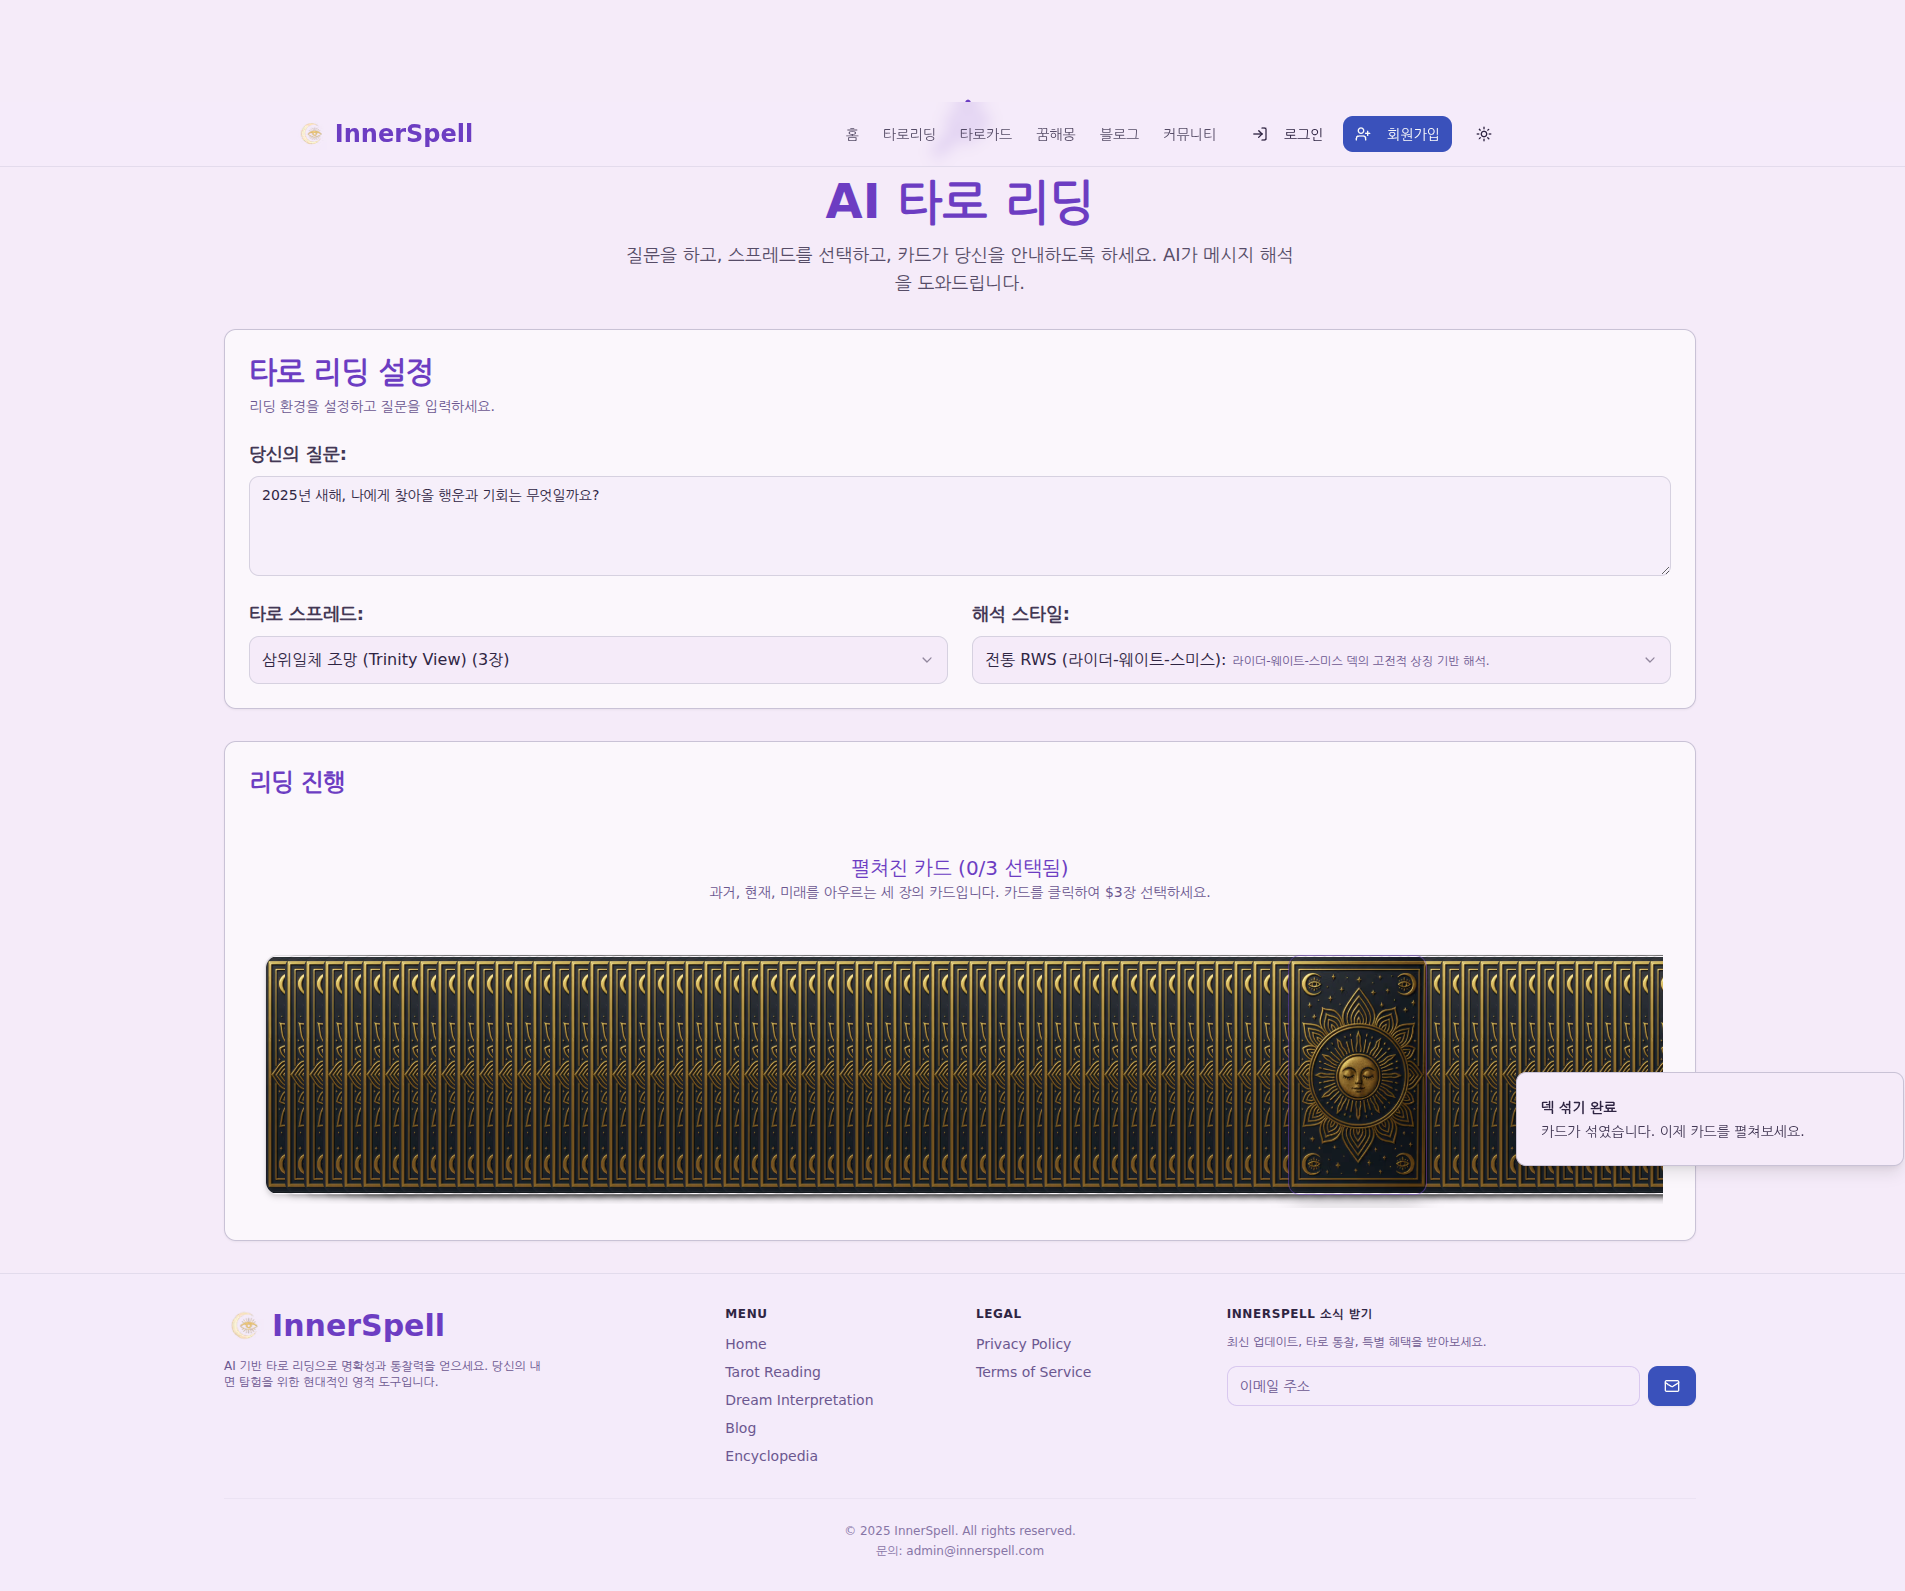 InnerSpell
홈 타로리딩 타로카드 꿈해몽 블로그 커뮤니티 로그인 회원가입
AI 타로 리딩
질문을 하고, 스프레드를 선택하고, 카드가 당신을 안내하도록 하세요. AI가 메시지 해석
을 도와드립니다.
타로 리딩 설정
리딩 환경을 설정하고 질문을 입력하세요.
당신의 질문:
2025년 새해, 나에게 찾아올 행운과 기회는 무엇일까요?
타로 스프레드:
삼위일체 조망 (Trinity View) (3장)
해석 스타일:
전통 RWS (라이더-웨이트-스미스): 라이더-웨이트-스미스 덱의 고전적 상징 기반 해석.
리딩 진행
펼쳐진 카드 (0/3 선택됨)
과거, 현재, 미래를 아우르는 세 장의 카드입니다. 카드를 클릭하여 $3장 선택하세요.
덱 섞기 완료
카드가 섞였습니다. 이제 카드를 펼쳐보세요.
InnerSpell
AI 기반 타로 리딩으로 명확성과 통찰력을 얻으세요. 당신의 내
면 탐험을 위한 현대적인 영적 도구입니다.
MENU
Home
Tarot Reading
Dream Interpretation
Blog
Encyclopedia
LEGAL
Privacy Policy
Terms of Service
INNERSPELL 소식 받기
최신 업데이트, 타로 통찰, 특별 혜택을 받아보세요.
이메일 주소
© 2025 InnerSpell. All rights reserved.
문의: admin@innerspell.com